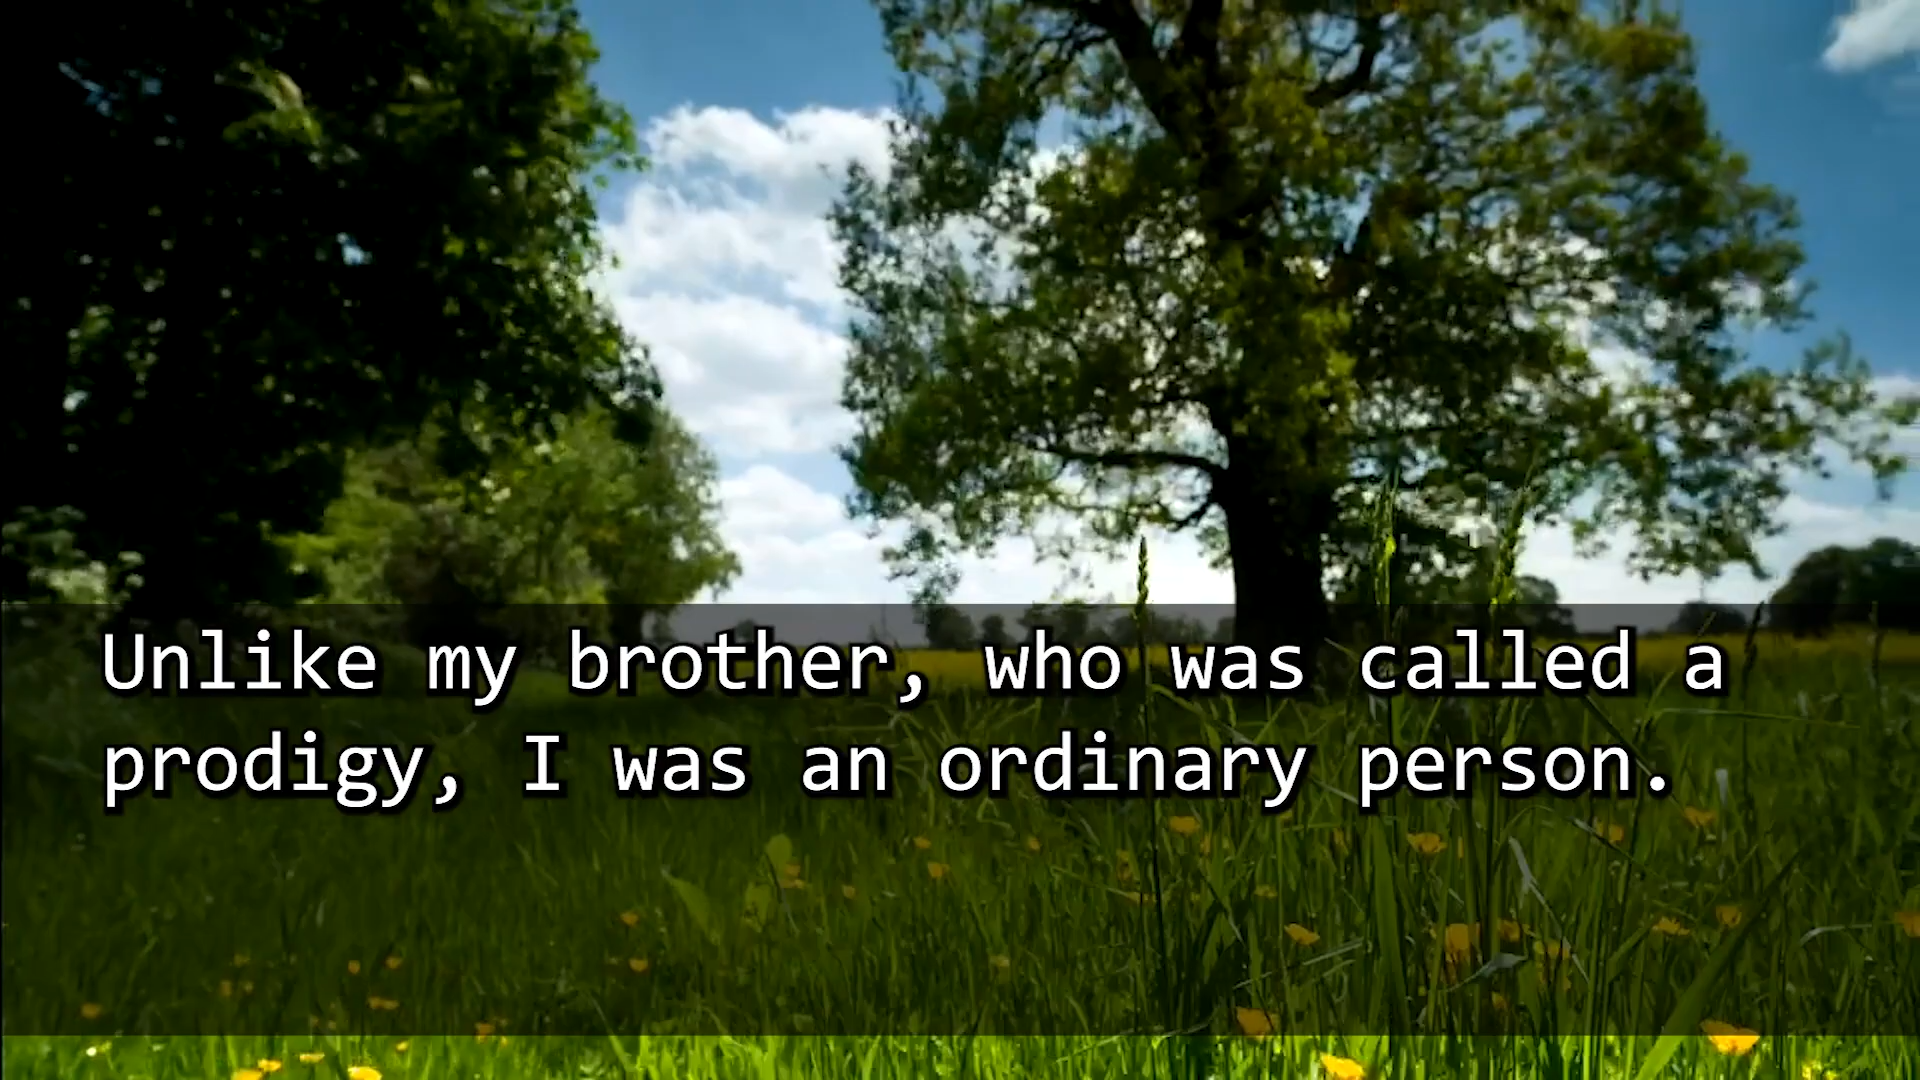 Unlike my brother, who was called a
prodigy, I was an ordinary person.